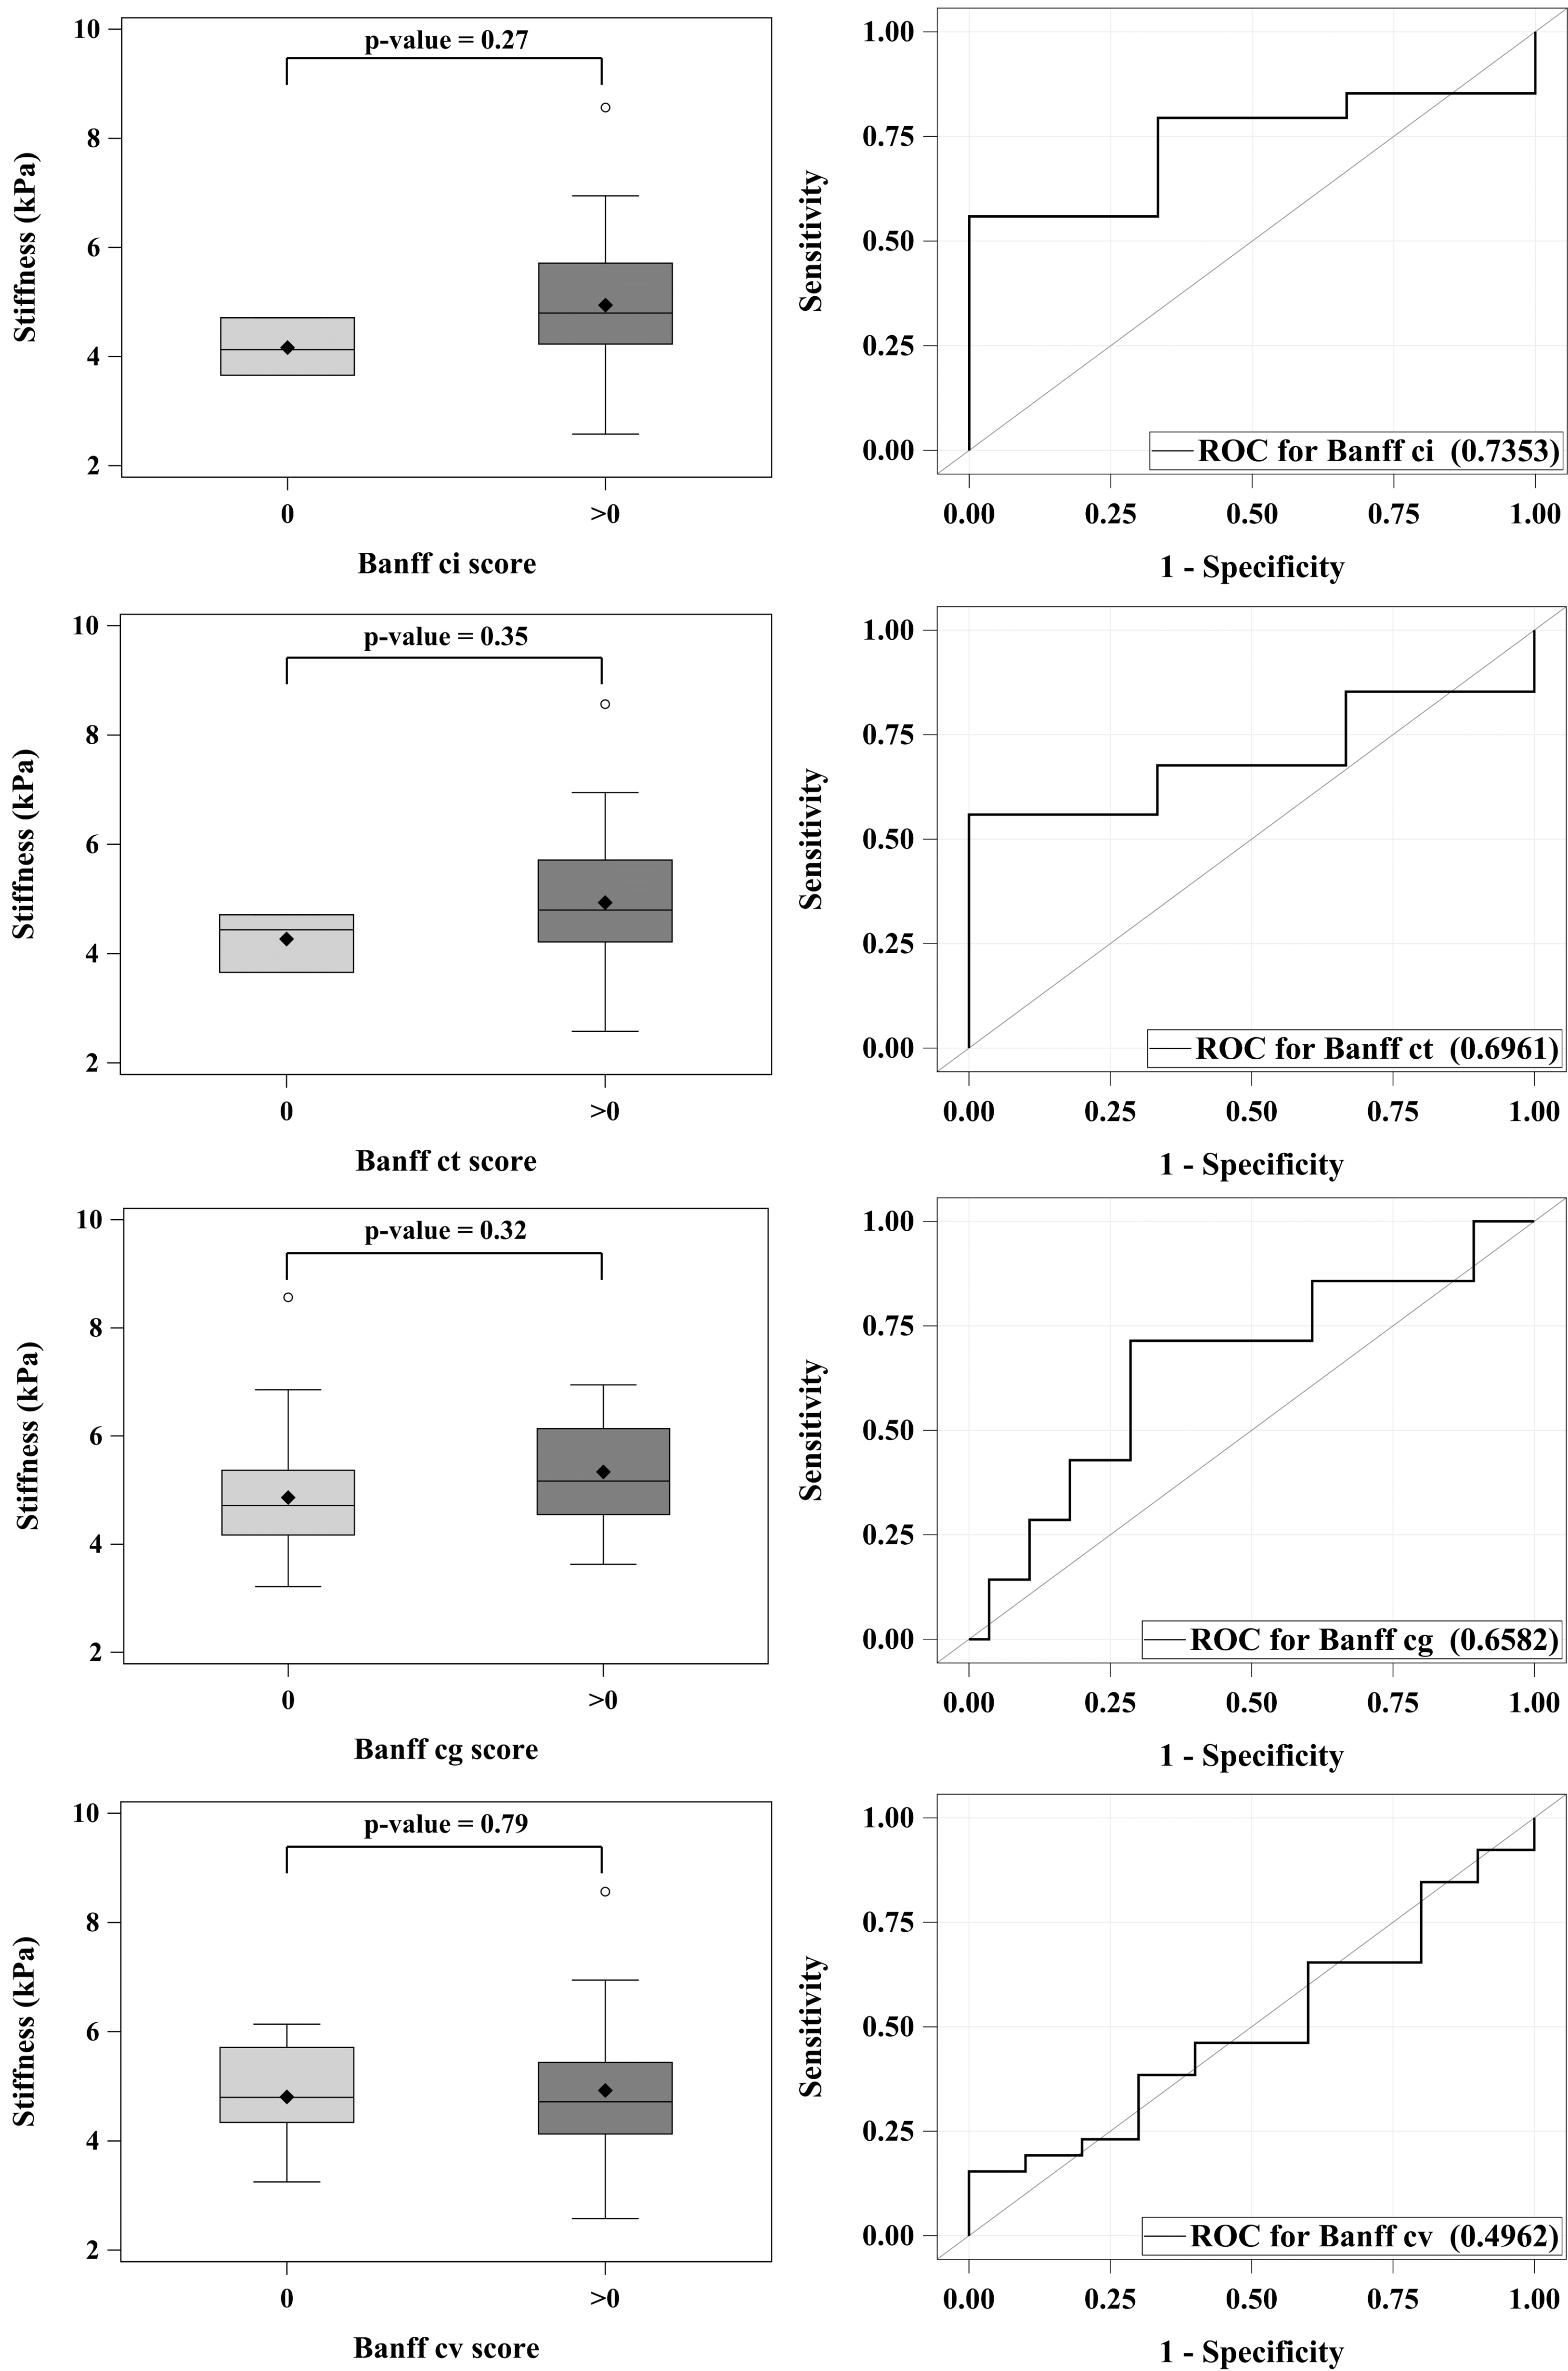 p-value = 0.27
Stiffness (kPa)
10
8
6
4
2
0 >0
Banff ci score
Sensitivity
1.00
0.75
0.50
0.25
0.00
ROC for Banff ci (0.7353)
0.00 0.25 0.50 0.75 1.00
1 - Specificity
p-value = 0.35
Stiffness (kPa)
10
8
6
4
2
0 >0
Banff ct score
Sensitivity
1.00
0.75
0.50
0.25
0.00
ROC for Banff ct (0.6961)
0.00 0.25 0.50 0.75 1.00
1 - Specificity
p-value = 0.32
Stiffness (kPa)
10
8
6
4
2
0 >0
Banff cg score
Sensitivity
1.00
0.75
0.50
0.25
0.00
ROC for Banff cg (0.6582)
0.00 0.25 0.50 0.75 1.00
1 - Specificity
p-value = 0.79
Stiffness (kPa)
10
8
6
4
2
0 >0
Banff cv score
Sensitivity
1.00
0.75
0.50
0.25
0.00
ROC for Banff cv (0.4962)
0.00 0.25 0.50 0.75 1.00
1 - Specificity